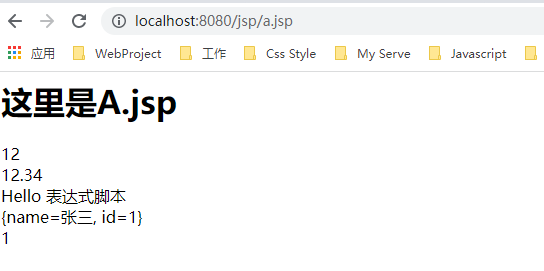 localhost:8080/jsp/a.jsp
应用 WebProject 工作 Css Style My Serve Javascript
这里是A.jsp
12
12.34
Hello 表达式脚本
{name=张三, id=1}
1